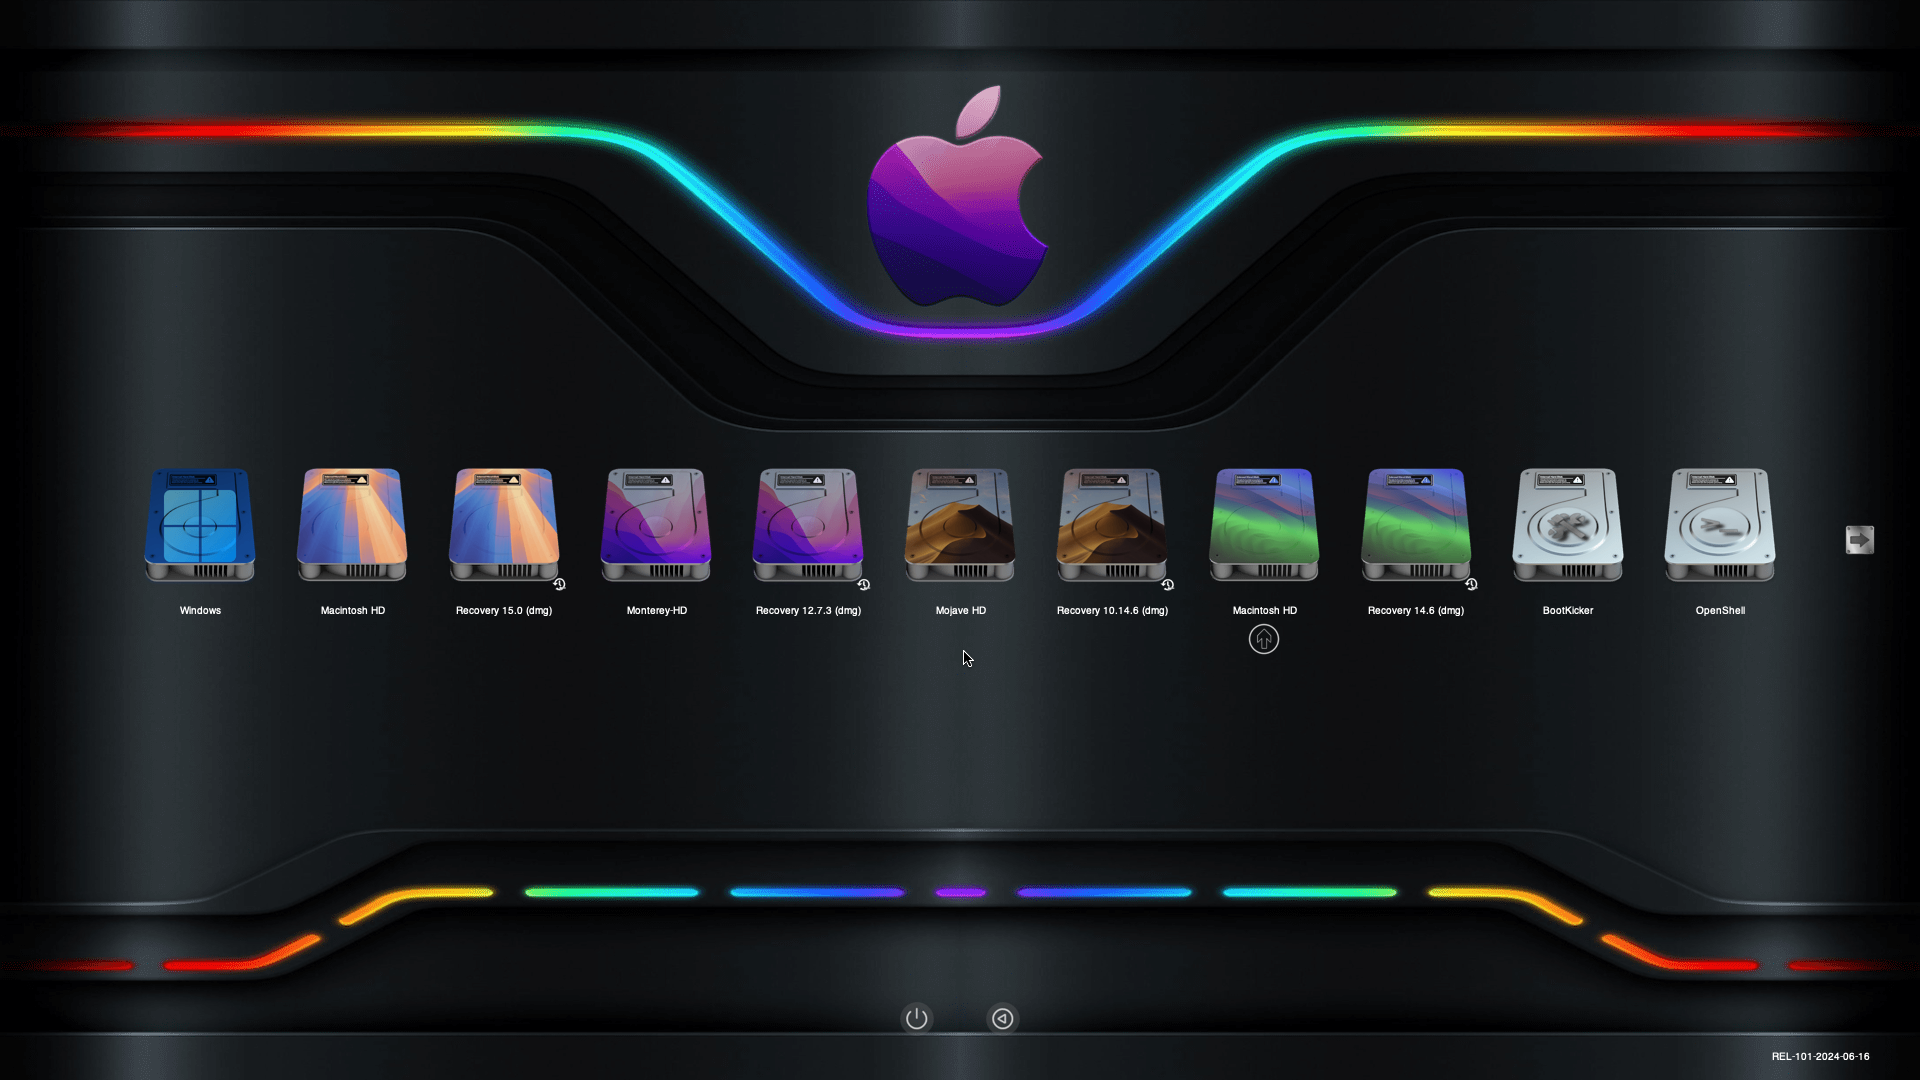 Windows
Macintosh HD
Recovery 15.0 (dmg)
Monterey-HD
Recovery 12.7.3 (dmg)
Mojave HD
Recovery 10.14.6 (dmg)
Macintosh HD
Recovery 14.6 (dmg)
BootKicker
OpenShell
REL-101-2024-06-16